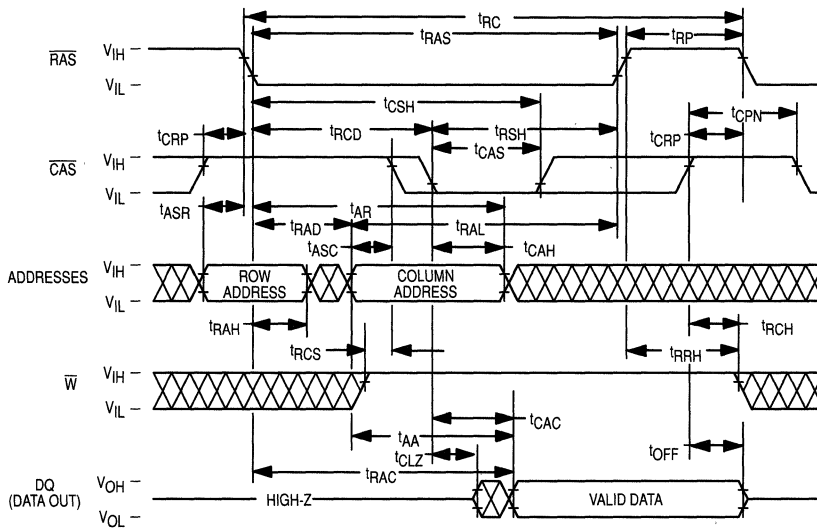 tRC
tRAS
tRP
RAS
VIH
VIL
tCSH
tCPN
tCRP
tRCD
tRSH
tCRP
tCAS
CAS
VIH
VIL
tASR
tAR
tRAD
tRAL
tASC
tCAH
ADDRESSES
VIH
VIL
ROW
ADDRESS
COLUMN
ADDRESS
tRAH
tRCH
tRCS
tRRH
W
VIH
VIL
tCAC
tAA
tCLZ
tOFF
tRAC
DQ
(DATA OUT)
VOH
VOL
HIGH-Z
VALID DATA